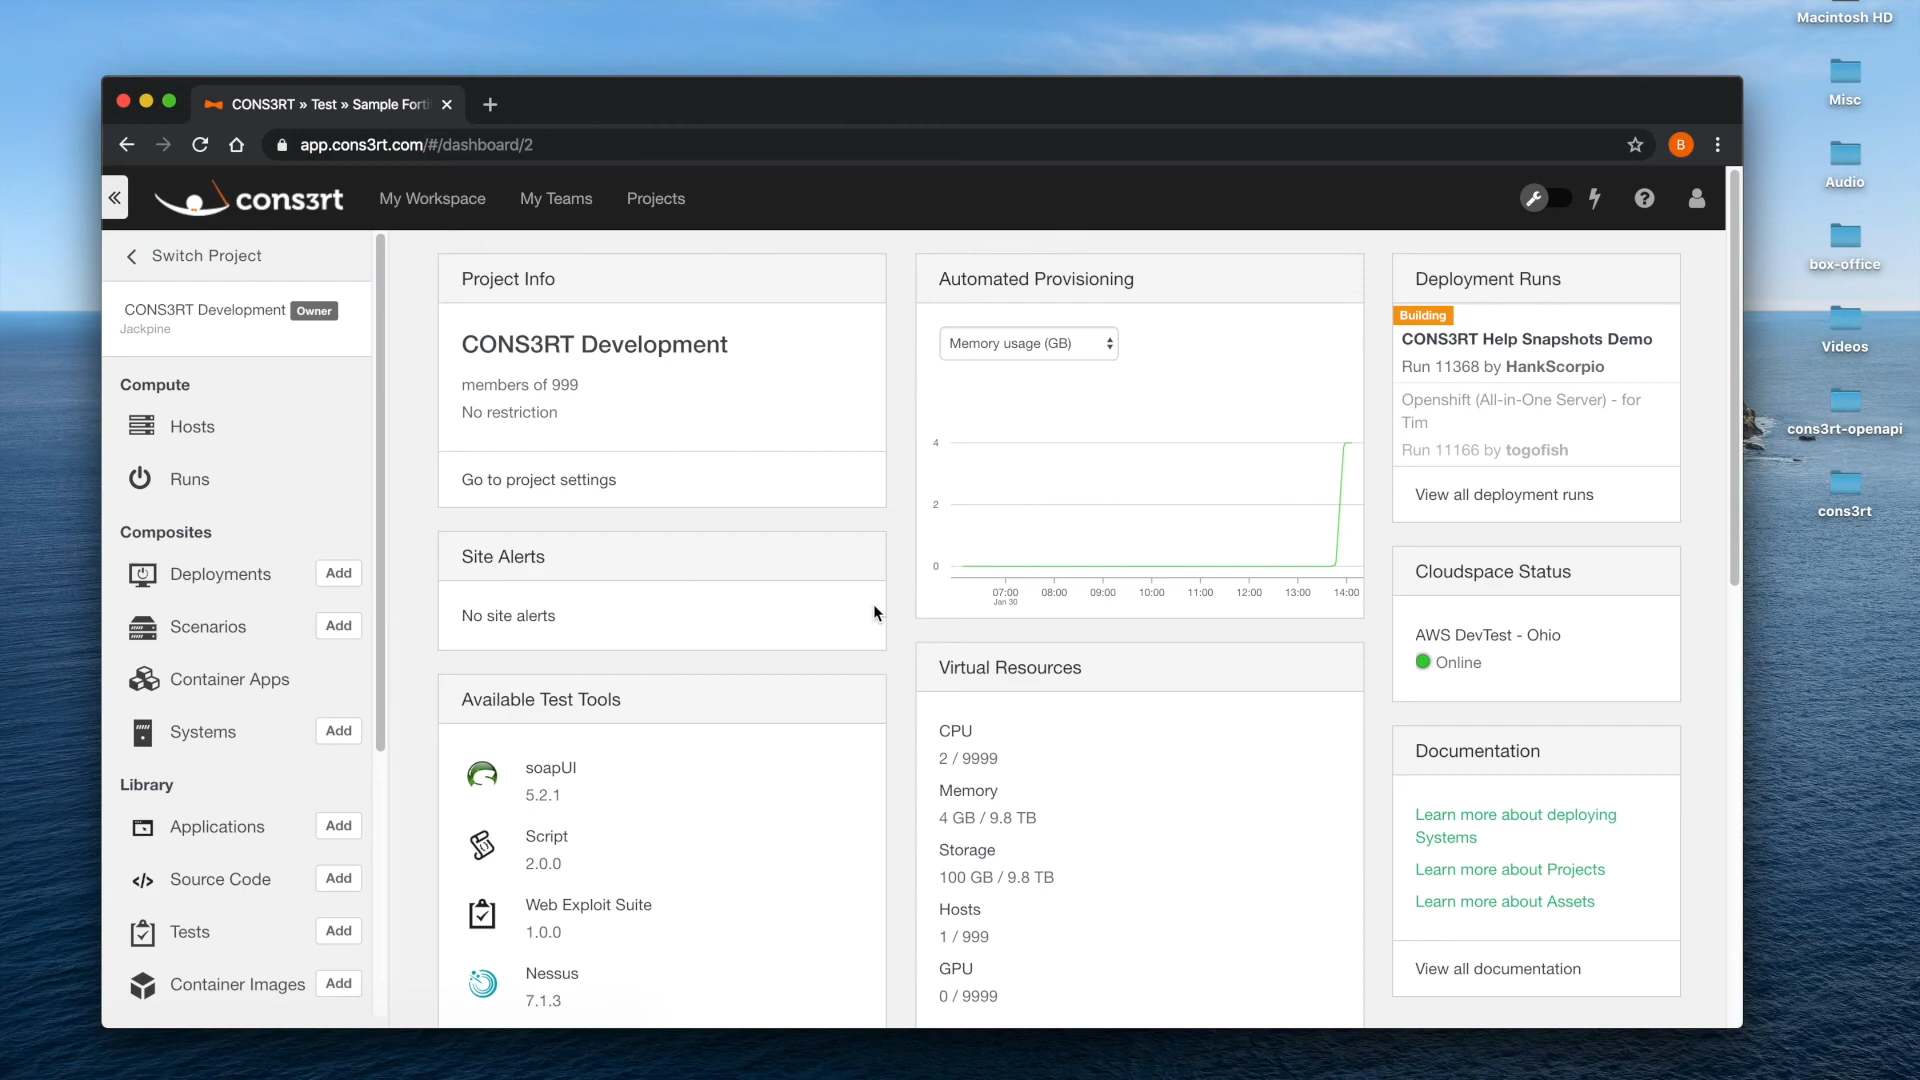 Macintosh HD
Misc
Audio
box-office
Videos
cons3rt-openapi
cons3rt
CONS3RT » Test » Sample Forti
app.cons3rt.com/#/dashboard/2
B
cons3rt
My Workspace
My Teams
Projects
Switch Project
CONS3RT Development Owner
Jackpine
Compute
Hosts
Runs
Composites
Deployments Add
Scenarios Add
Container Apps
Systems Add
Library
Applications Add
Source Code Add
Tests Add
Container Images Add
Project Info
CONS3RT Development
members of 999
No restriction
Go to project settings
Site Alerts
No site alerts
Available Test Tools
soapUI
5.2.1
Script
2.0.0
Web Exploit Suite
1.0.0
Nessus
7.1.3
Automated Provisioning
Memory usage (GB)
4
2
0
07:00 08:00 09:00 10:00 11:00 12:00 13:00 14:00
Jan 30
Virtual Resources
CPU
2 / 9999
Memory
4 GB / 9.8 TB
Storage
100 GB / 9.8 TB
Hosts
1 / 999
GPU
0 / 9999
Deployment Runs
Building
CONS3RT Help Snapshots Demo
Run 11368 by HankScorpio
Openshift (All-in-One Server) - for
Tim
Run 11166 by togofish
View all deployment runs
Cloudspace Status
AWS DevTest - Ohio
Online
Documentation
Learn more about deploying
Systems
Learn more about Projects
Learn more about Assets
View all documentation